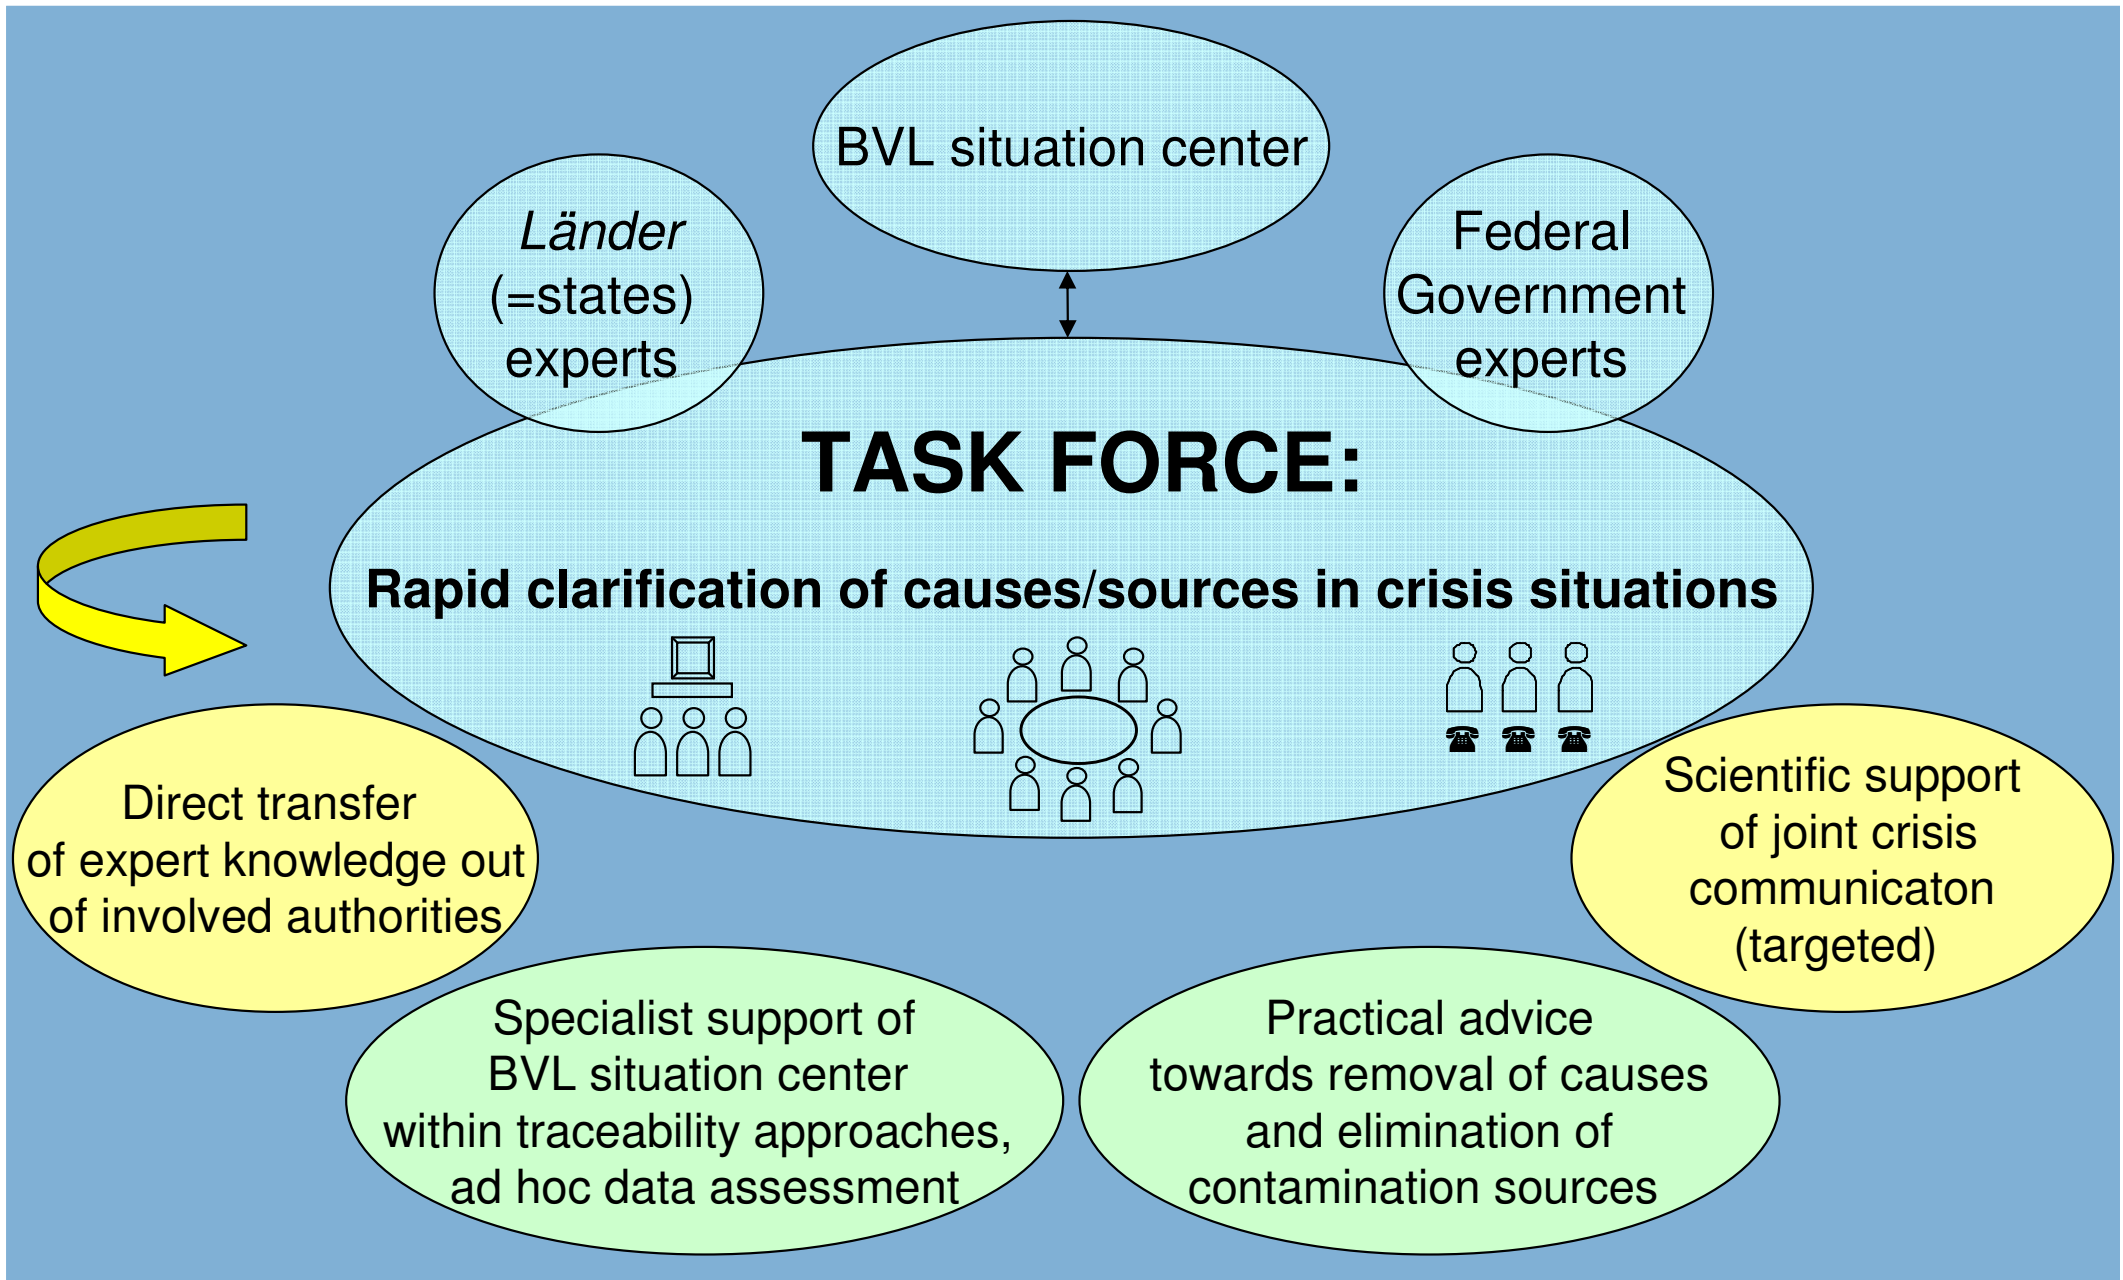 BVL situation center
Länder
(=states)
experts
Federal
Government
experts
TASK FORCE:
Rapid clarification of causes/sources in crisis situations
Direct transfer
of expert knowledge out
of involved authorities
Scientific support
of joint crisis
communicaton
(targeted)
Specialist support of
BVL situation center
within traceability approaches,
ad hoc data assessment
Practical advice
towards removal of causes
and elimination of
contamination sources